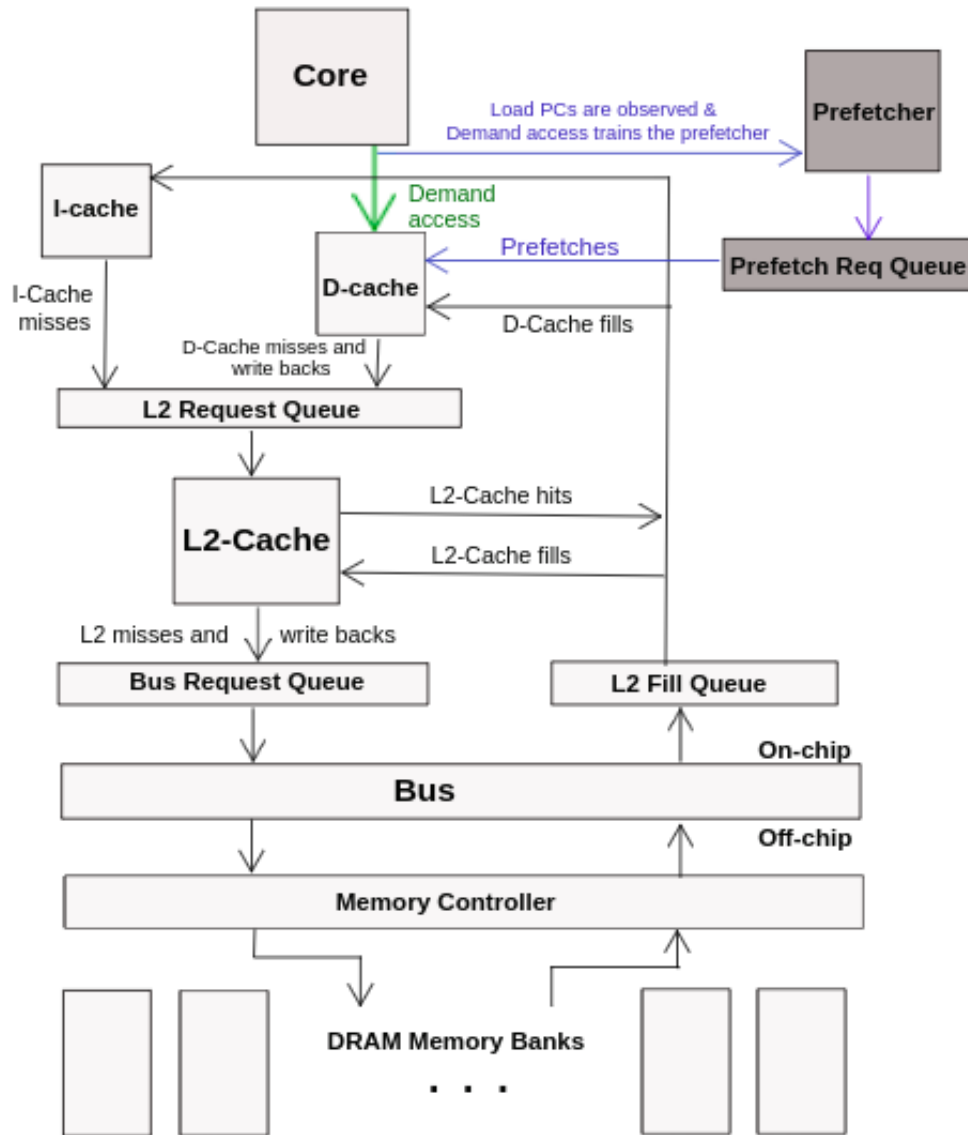 Core
Load PCs are observed &
Demand access trains the prefetcher
Prefetcher
I-cache
Demand
access
D-cache
Prefetches
Prefetch Req Queue
I-Cache
misses
D-Cache fills
D-Cache misses and
write backs
L2 Request Queue
L2-Cache
L2-Cache hits
L2-Cache fills
L2 misses and
write backs
Bus Request Queue
L2 Fill Queue
On-chip
Bus
Off-chip
Memory Controller
DRAM Memory Banks
. . .